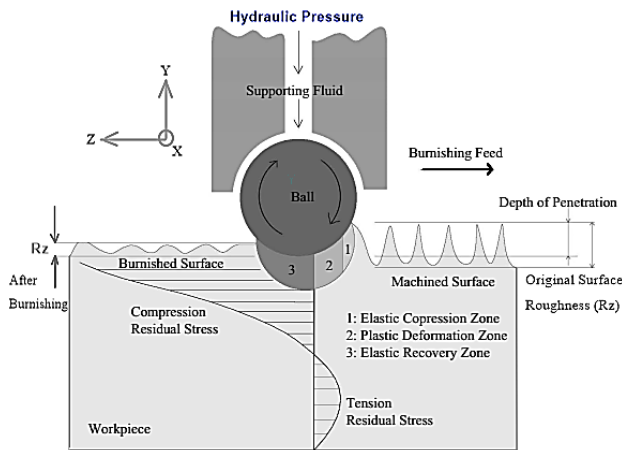 Hydraulic Pressure
Supporting Fluid
Y
Z
X
Burnishing Feed
Ball
Depth of Penetration
Rz
After
Burnishing
Burnished Surface
1
2
3
Machined Surface
Original Surface
Roughness (Rz)
Compression
Residual Stress
1: Elastic Copression Zone
2: Plastic Deformation Zone
3: Elastic Recovery Zone
Tension
Residual Stress
Workpiece